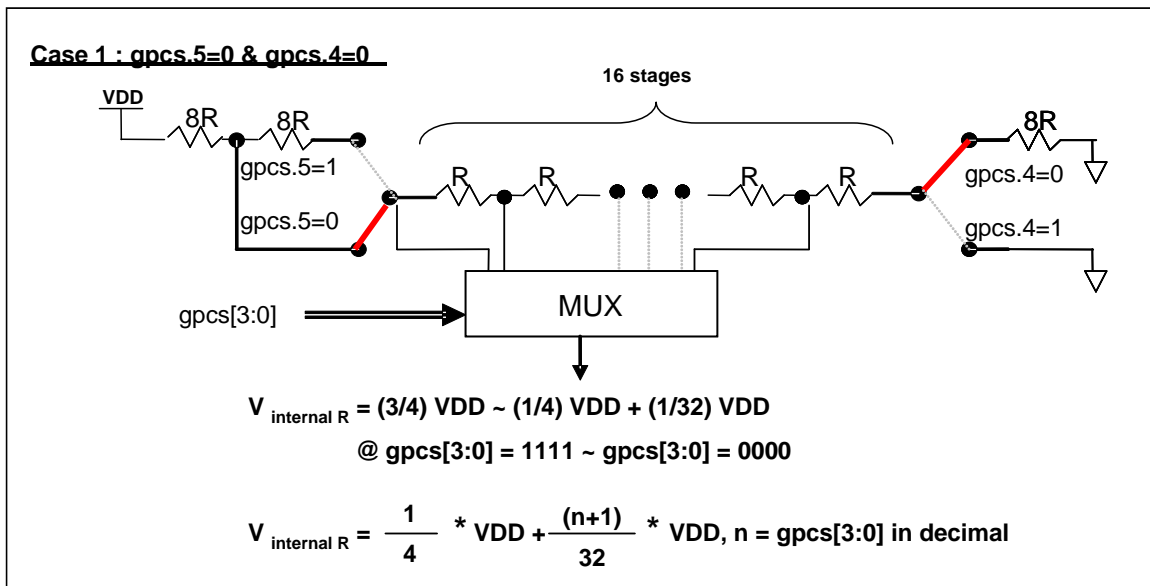 Case 1 : gpcs.5=0 & gpcs.4=0
16 stages
VDD
8R
8R
8R
gpcs.5=1
gpcs.4=0
R
R
R
R
gpcs.5=0
gpcs.4=1
MUX
gpcs[3:0]
V internal R = (3/4) VDD ~ (1/4) VDD + (1/32) VDD
@ gpcs[3:0] = 1111 ~ gpcs[3:0] = 0000
V internal R = 1/4 * VDD + (n+1)/32 * VDD, n = gpcs[3:0] in decimal